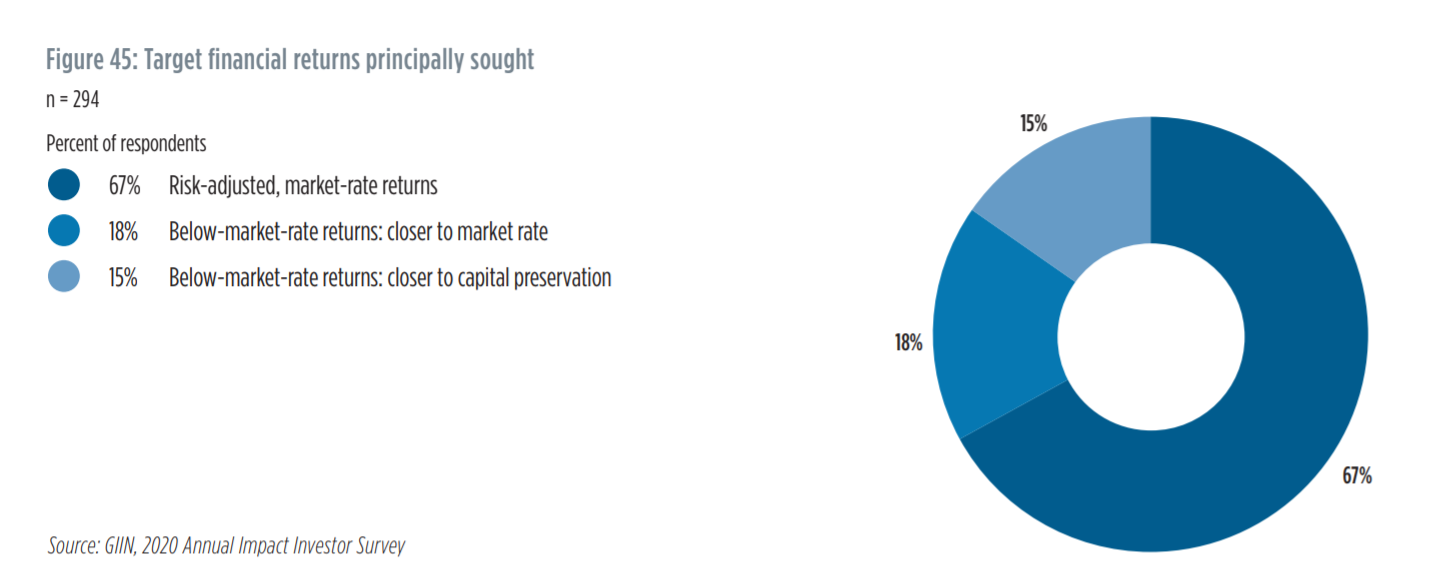 Figure 45: Target financial returns principally sought
n = 294
Percent of respondents
67% Risk-adjusted, market-rate returns
18% Below-market-rate returns: closer to market rate
15% Below-market-rate returns: closer to capital preservation
15%
18%
67%
Source: GIIN, 2020 Annual Impact Investor Survey